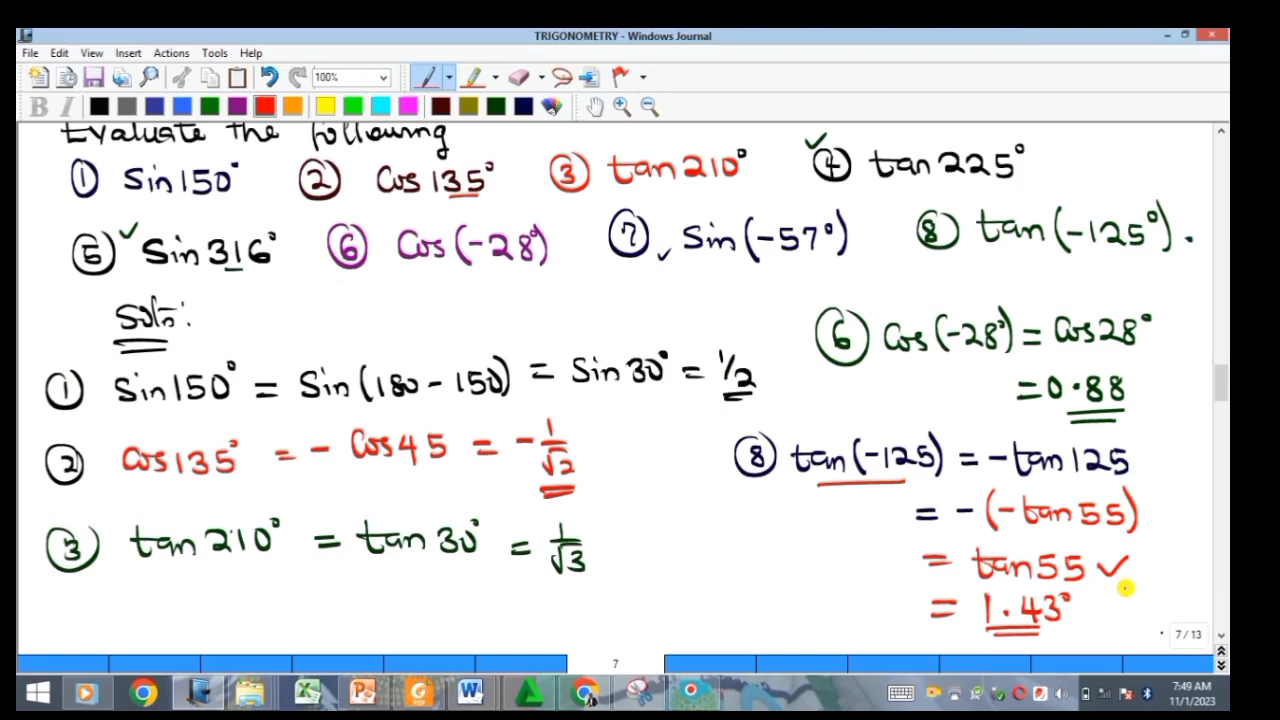 TRIGONOMETRY - Windows Journal
File Edit View Insert Actions Tools Help
100%
B I
Evaluate the following
① Sin150° ② Cos 135° ③ tan210° ④ tan225°
⑤ Sin316° ⑥ Cos(-28°) ⑦ Sin(-57°) ⑧ tan(-125°).
Soln:
① Sin150° = Sin(180-150) = Sin30° = 1/2
② Cos135° = - Cos45 = - 1/√2
③ tan210° = tan30° = 1/√3
⑥ Cos(-28°) = Cos28°
= 0.88
⑧ tan(-125) = -tan125
= - (-tan55)
= tan55 ✓
= 1.43°
7 / 13
7
7:49 AM
11/1/2023